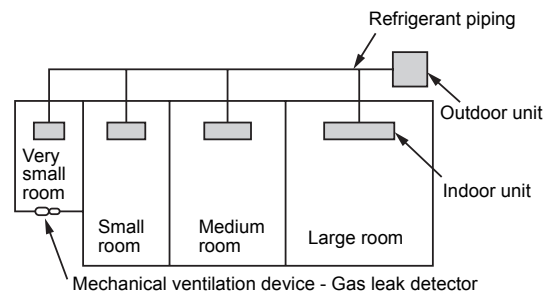 Refrigerant piping
Outdoor unit
Indoor unit
Very
small
room
Small
room
Medium
room
Large room
Mechanical ventilation device - Gas leak detector